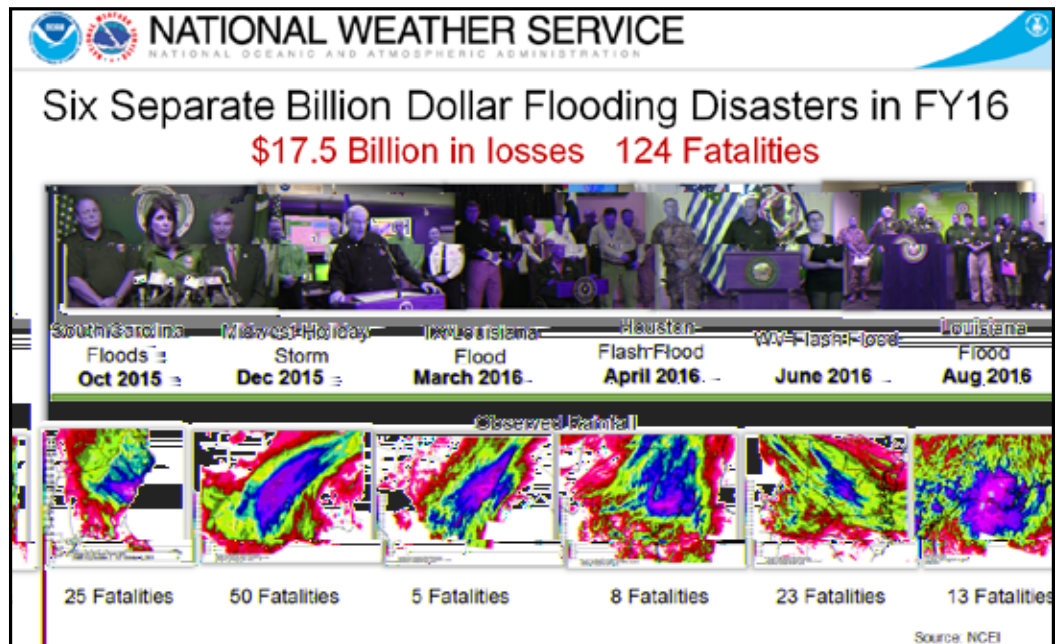 NATIONAL WEATHER SERVICE
NATIONAL OCEANIC AND ATMOSPHERIC ADMINISTRATION
Six Separate Billion Dollar Flooding Disasters in FY16
$17.5 Billion in losses 124 Fatalities
South Carolina
Floods
Oct 2015
Midwest Holiday
Storm
Dec 2015
TX/Louisiana
Flood
March 2016
Houston
Flash Flood
April 2016
WV Flash Flood
June 2016
Louisiana
Flood
Aug 2016
Observed Rainfall
25 Fatalities
50 Fatalities
5 Fatalities
8 Fatalities
23 Fatalities
13 Fatalities
Source: NCEI